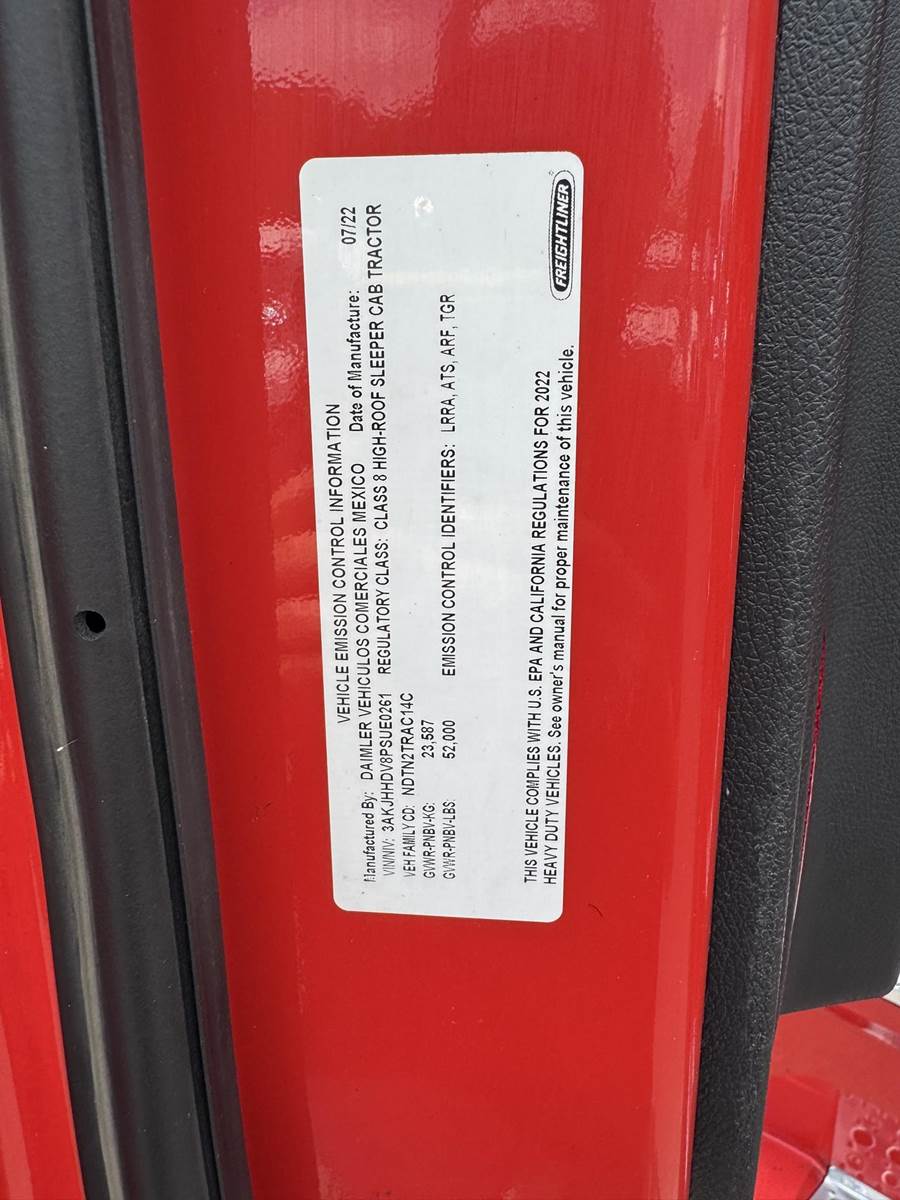 VEHICLE EMISSION CONTROL INFORMATION
Manufactured By: DAIMLER VEHICULOS COMERCIALES MEXICO Date of Manufacture: 07/22
VIN/NIV: 3AKJHHDV8PSUE0261 REGULATORY CLASS: CLASS 8 HIGH-ROOF SLEEPER CAB TRACTOR
VEH FAMILY CD: NDTN2TRAC14C
GVWR-PNBV-KG: 23,587
GVWR-PNBV-LBS: 52,000 EMISSION CONTROL IDENTIFIERS: LRRA, ATS, ARF, TGR
THIS VEHICLE COMPLIES WITH U.S. EPA AND CALIFORNIA REGULATIONS FOR 2022
HEAVY DUTY VEHICLES. See owner's manual for proper maintenance of this vehicle.
FREIGHTLINER